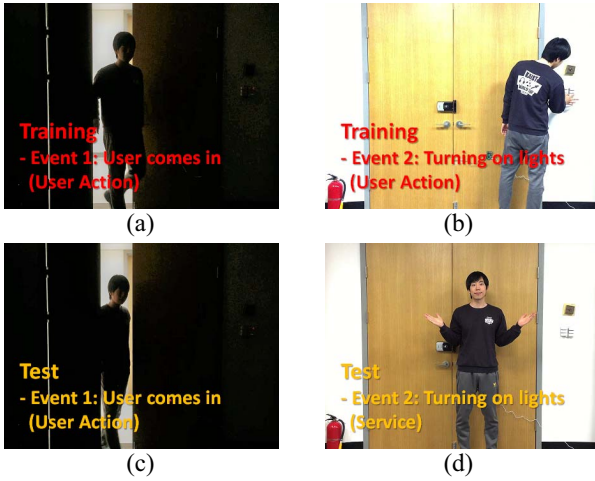 Training
- Event 1: User comes in
(User Action)
(a)
Training
- Event 2: Turning on lights
(User Action)
(b)
Test
- Event 1: User comes in
(User Action)
(c)
Test
- Event 2: Turning on lights
(Service)
(d)